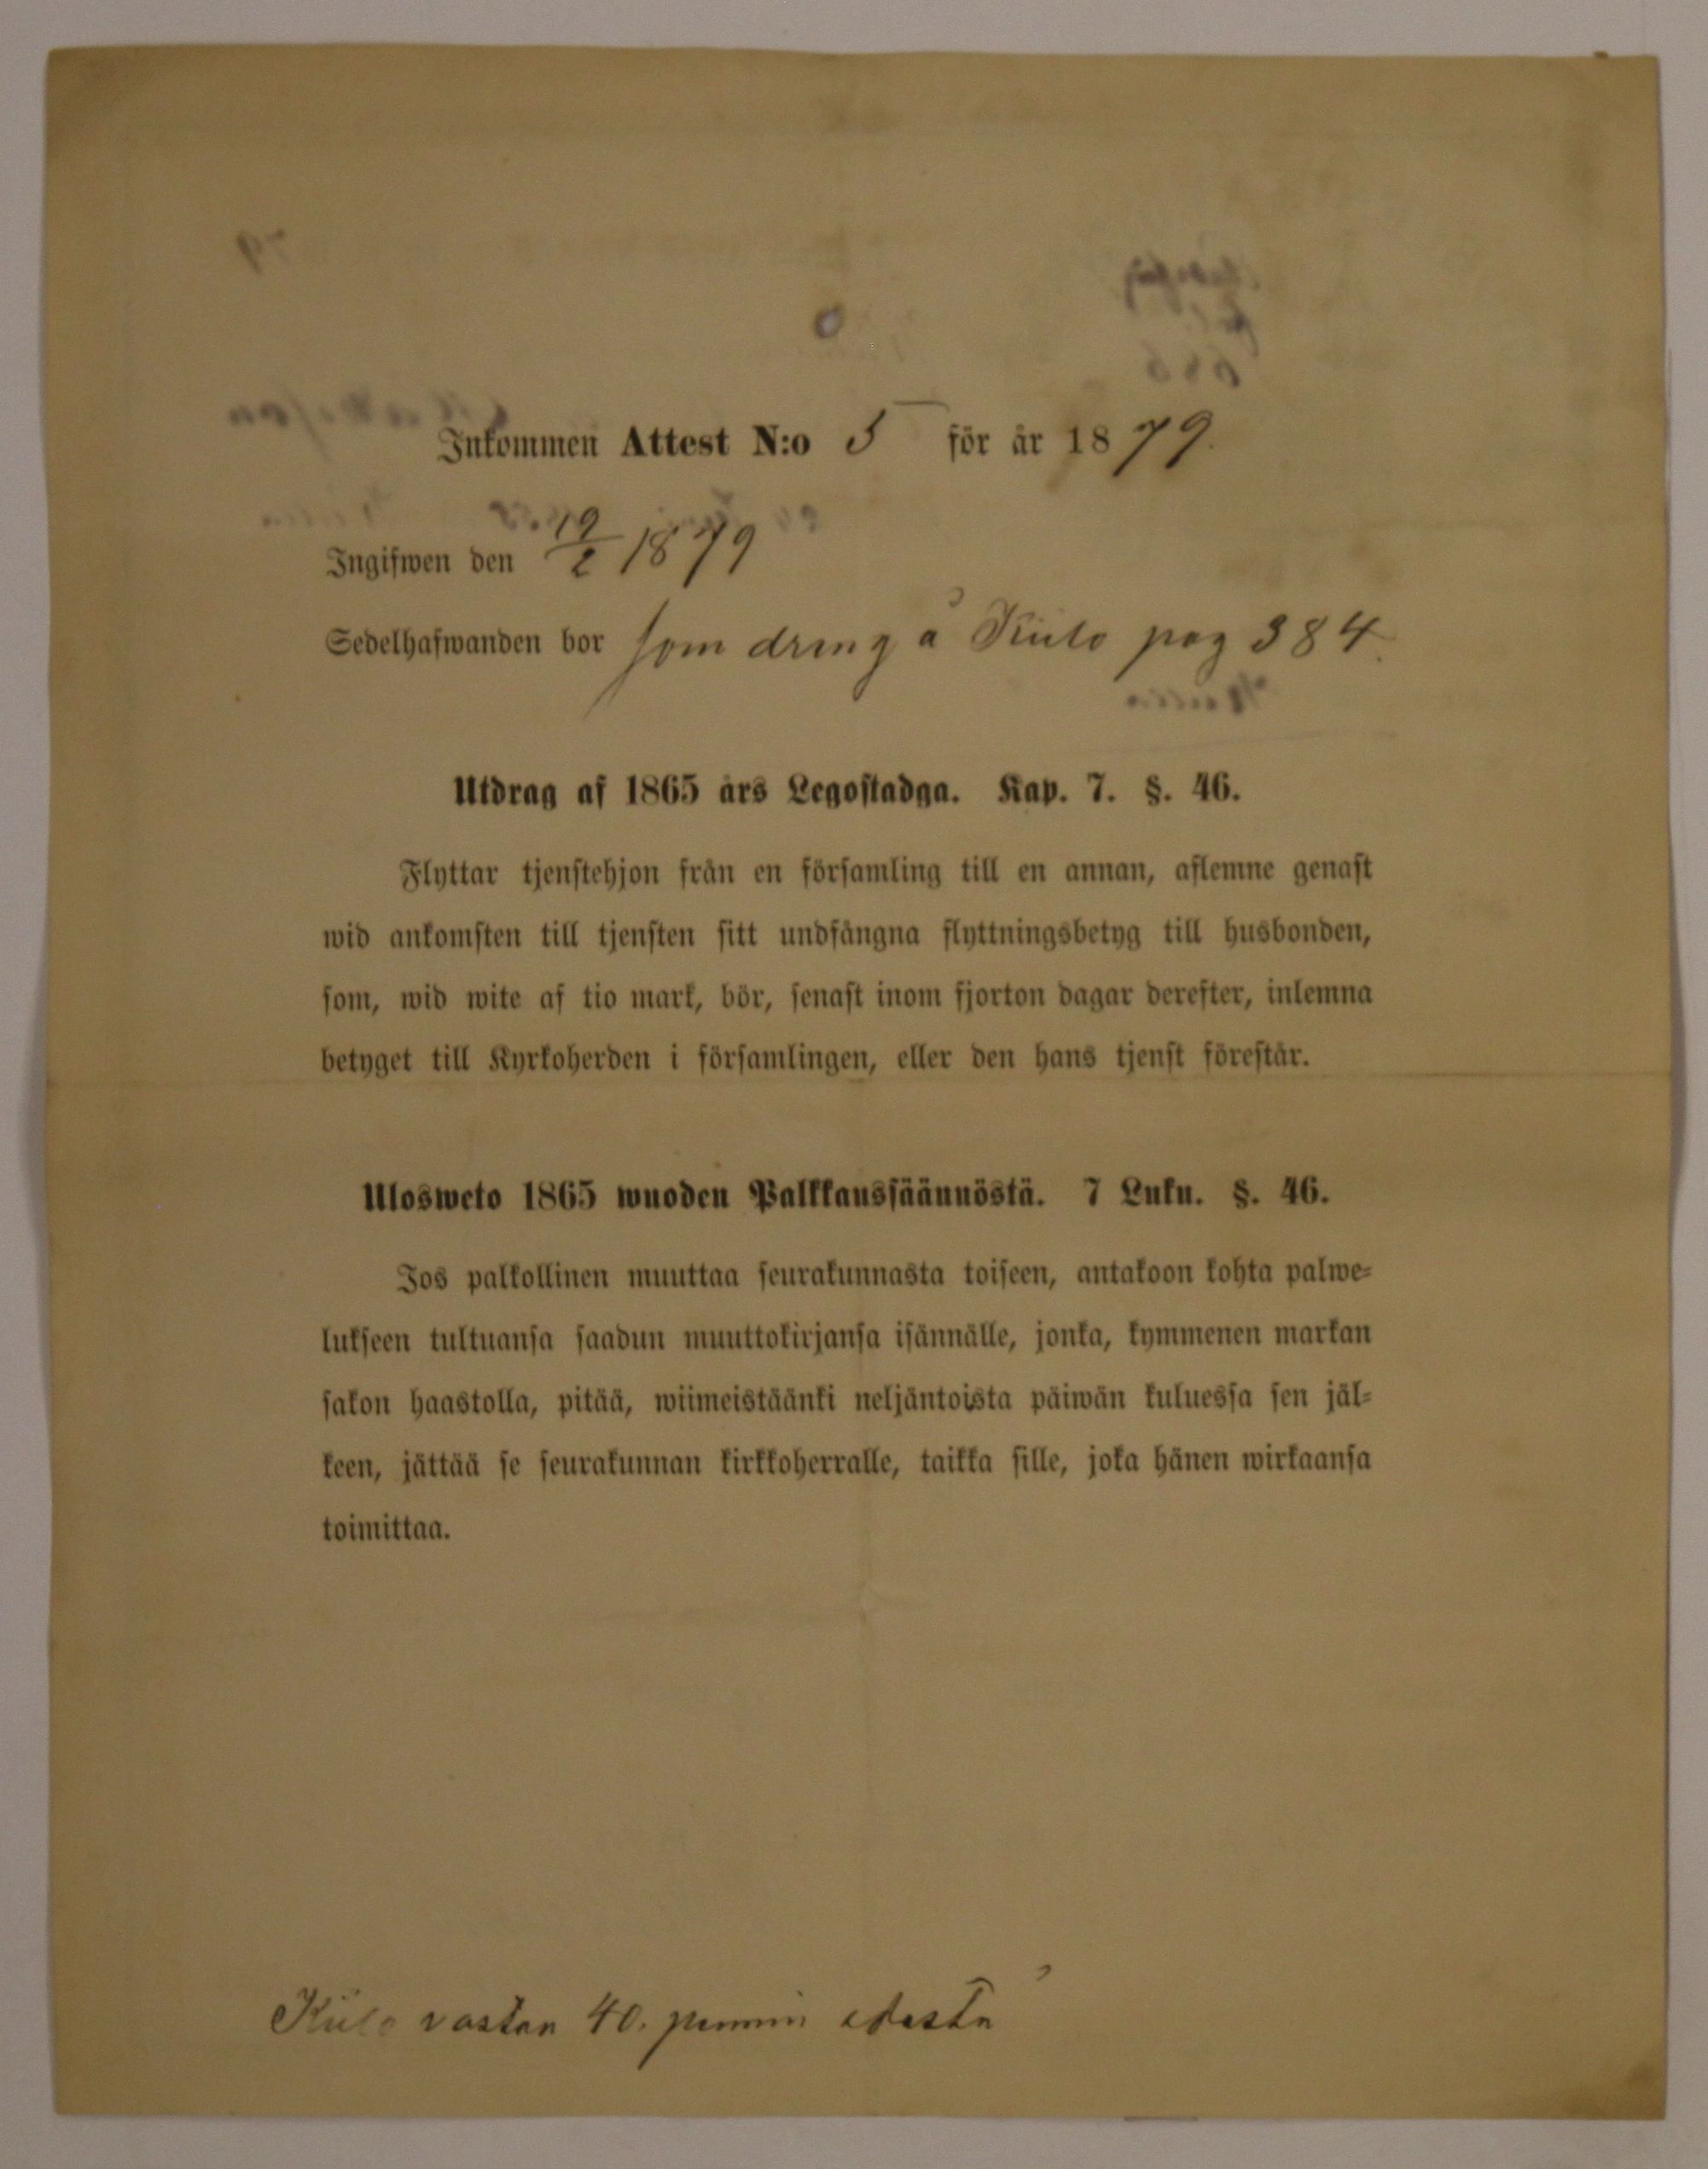 Inkommen Attest N:o 5 för år 1879.
Ingifwen den 19/2 1879
Sedelhafwanden bor som dreng å Kiilo pag 384.
Utdrag af 1865 års Legostadga. Kap. 7. §. 46.
Flyttar tjenstehjon från en församling till en annan, aflemne genast
wid ankomsten till tjensten sitt undfångna flyttningsbetyg till husbonden,
som, wid wite af tio mark, bör, senast inom fjorton dagar derefter, inlemna
betyget till Kyrkoherden i församlingen, eller den hans tjenst förestår.
Ulosweto 1865 wuoden Palkkaussäännöstä. 7 Luku. §. 46.
Jos palkollinen muuttaa seurakunnasta toiseen, antakoon kohta palwe-
lukseen tultuansa saadun muuttokirjansa isännälle, jonka, kymmenen markan
sakon haastolla, pitää, wiimeistäänki neljäntoista päiwän kuluessa sen jäl-
keen, jättää se seurakunnan kirkkoherralle, taikka sille, joka hänen wirkaansa
toimittaa.
Kiilo vastan 40. pennin